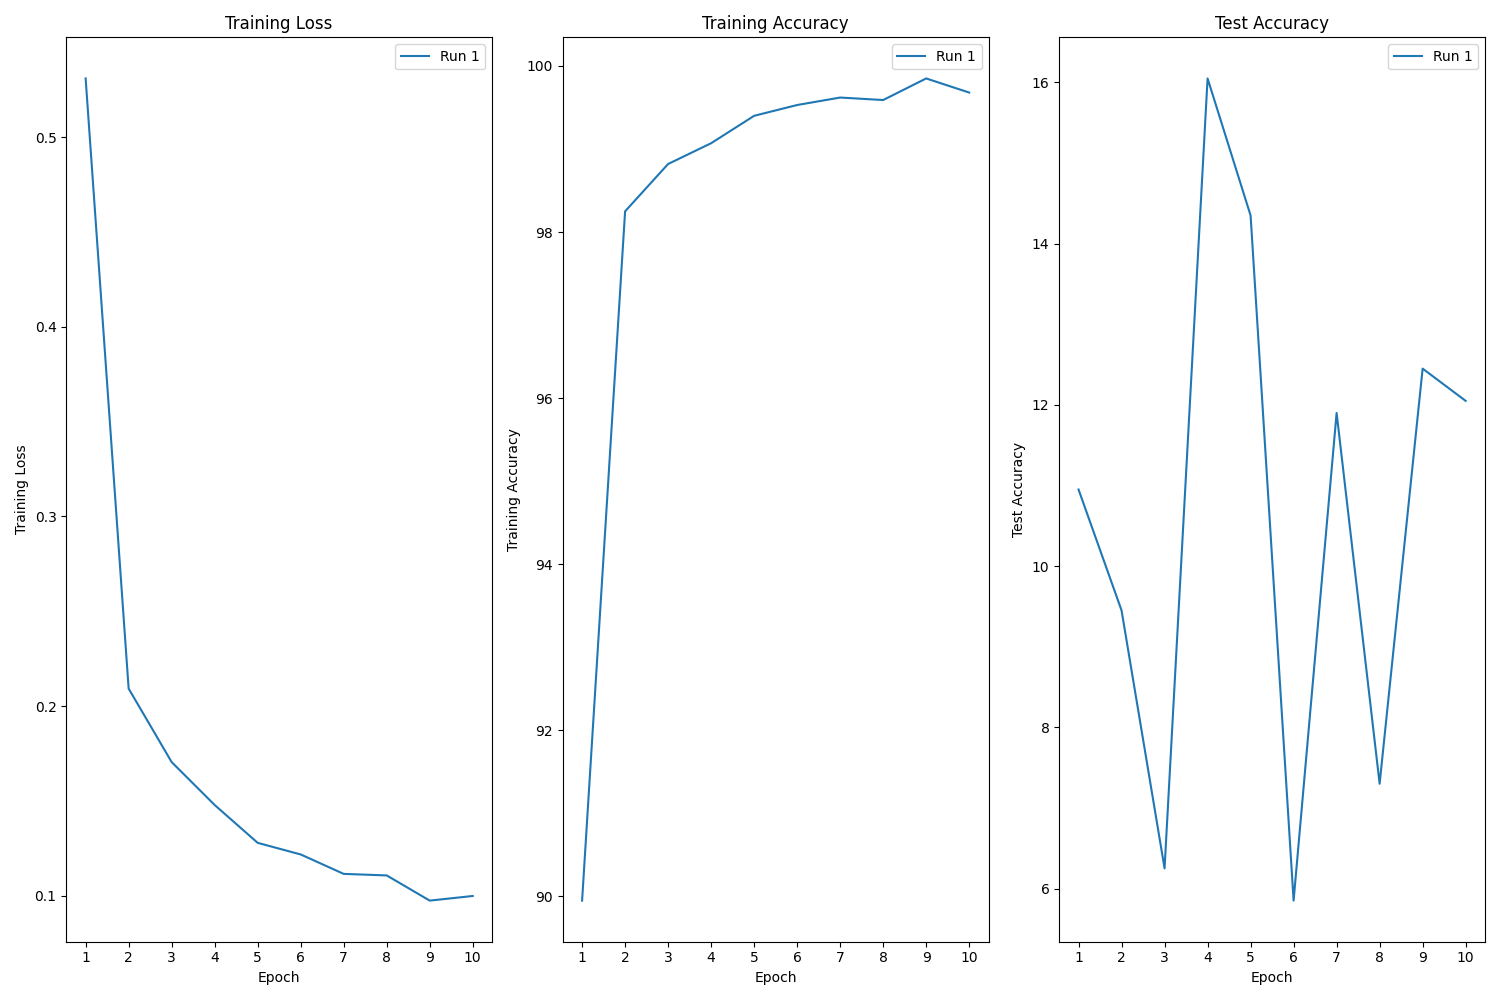 Training Loss
Run 1
0.5
0.4
0.3
0.2
0.1
Training Loss
1 2 3 4 5 6 7 8 9 10
Epoch
Training Accuracy
Run 1
100
98
96
94
92
90
Training Accuracy
1 2 3 4 5 6 7 8 9 10
Epoch
Test Accuracy
Run 1
16
14
12
10
8
6
Test Accuracy
1 2 3 4 5 6 7 8 9 10
Epoch